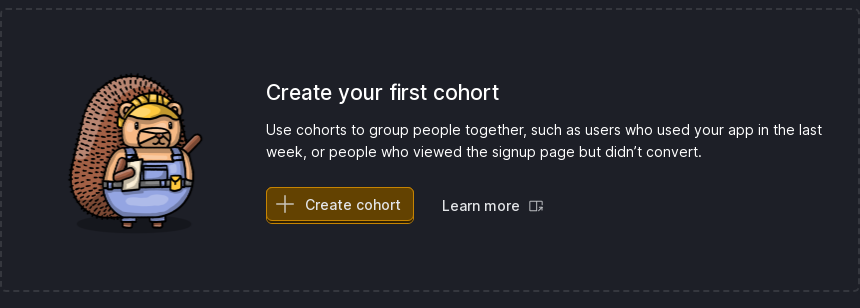 Create your first cohort
Use cohorts to group people together, such as users who used your app in the last
week, or people who viewed the signup page but didn’t convert.
Create cohort
Learn more